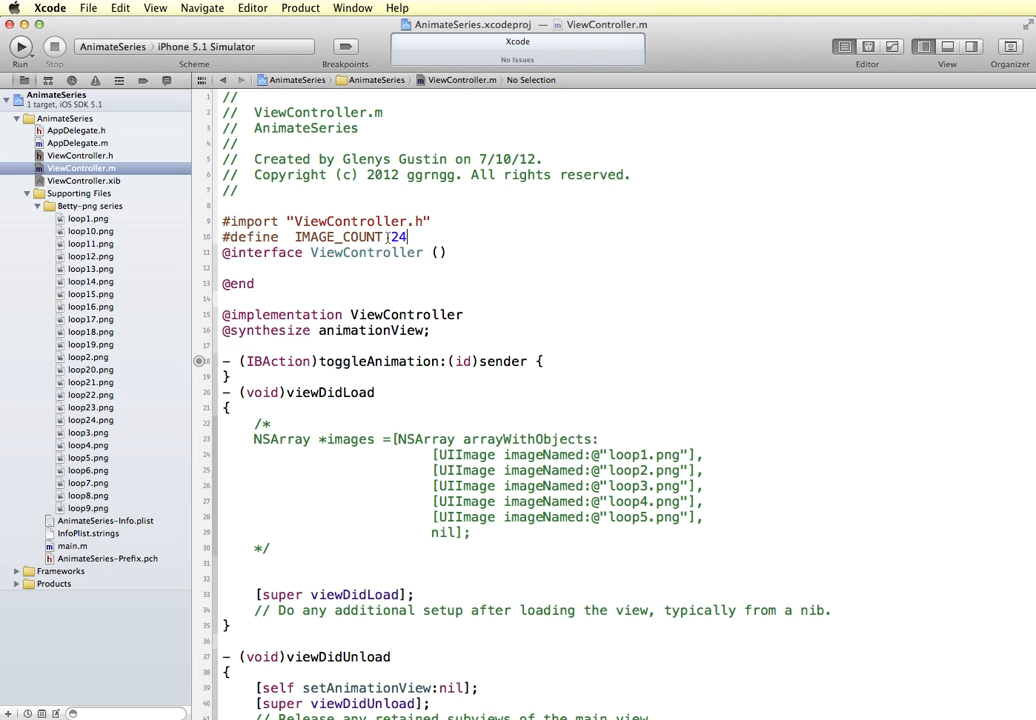 Xcode File Edit View Navigate Editor Product Window Help
AnimateSeries.xcodeproj — ViewController.m
AnimateSeries › iPhone 5.1 Simulator
Xcode
No Issues
Run Stop Scheme Breakpoints Editor View Organizer
AnimateSeries › AnimateSeries › ViewController.m › No Selection
AnimateSeries
1 target, iOS SDK 5.1
AnimateSeries
AppDelegate.h
AppDelegate.m
ViewController.h
ViewController.m
ViewController.xib
Supporting Files
Betty-png series
loop1.png
loop10.png
loop11.png
loop12.png
loop13.png
loop14.png
loop15.png
loop16.png
loop17.png
loop18.png
loop19.png
loop2.png
loop20.png
loop21.png
loop22.png
loop23.png
loop24.png
loop3.png
loop4.png
loop5.png
loop6.png
loop7.png
loop8.png
loop9.png
AnimateSeries-Info.plist
InfoPlist.strings
main.m
AnimateSeries-Prefix.pch
Frameworks
Products
1 //
2 //  ViewController.m
3 //  AnimateSeries
4 //
5 //  Created by Glenys Gustin on 7/10/12.
6 //  Copyright (c) 2012 ggrngg. All rights reserved.
7 //
8
9 #import "ViewController.h"
10 #define  IMAGE_COUNT 24
11 @interface ViewController ()
12
13 @end
14
15 @implementation ViewController
16 @synthesize animationView;
17
18 - (IBAction)toggleAnimation:(id)sender {
19 }
20 - (void)viewDidLoad
21 {
22 /*
23 NSArray *images =[NSArray arrayWithObjects:
24 [UIImage imageNamed:@"loop1.png"],
25 [UIImage imageNamed:@"loop2.png"],
26 [UIImage imageNamed:@"loop3.png"],
27 [UIImage imageNamed:@"loop4.png"],
28 [UIImage imageNamed:@"loop5.png"],
29 nil];
30 */
31
32
33 [super viewDidLoad];
34 // Do any additional setup after loading the view, typically from a nib.
35 }
36
37 - (void)viewDidUnload
38 {
39 [self setAnimationView:nil];
40 [super viewDidUnload];
// Release any retained subviews of the main view